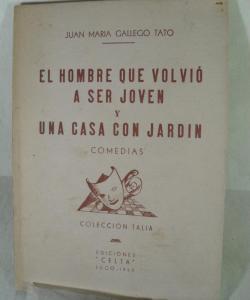 JUAN MARIA GALLEGO TATO
EL HOMBRE QUE VOLVIÓ
A SER JOVEN
Y
UNA CASA CON JARDIN
COMEDIAS
COLECCION TALIA
EDICIONES
"CELTA"
LUGO-